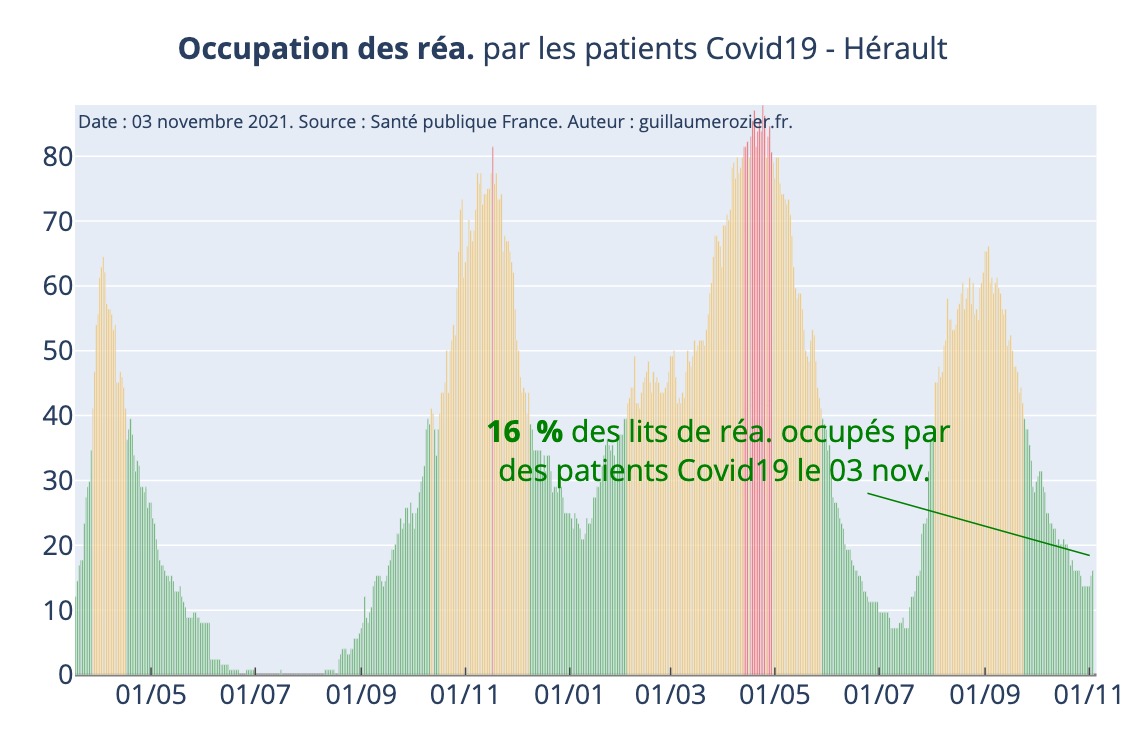 Occupation des réa. par les patients Covid19 - Hérault
Date : 03 novembre 2021. Source : Santé publique France. Auteur : guillaumerozier.fr.
80
70
60
50
40
16 % des lits de réa. occupés par
des patients Covid19 le 03 nov.
30
20
10
0
01/05 01/07 01/09 01/11 01/01 01/03 01/05 01/07 01/09 01/11